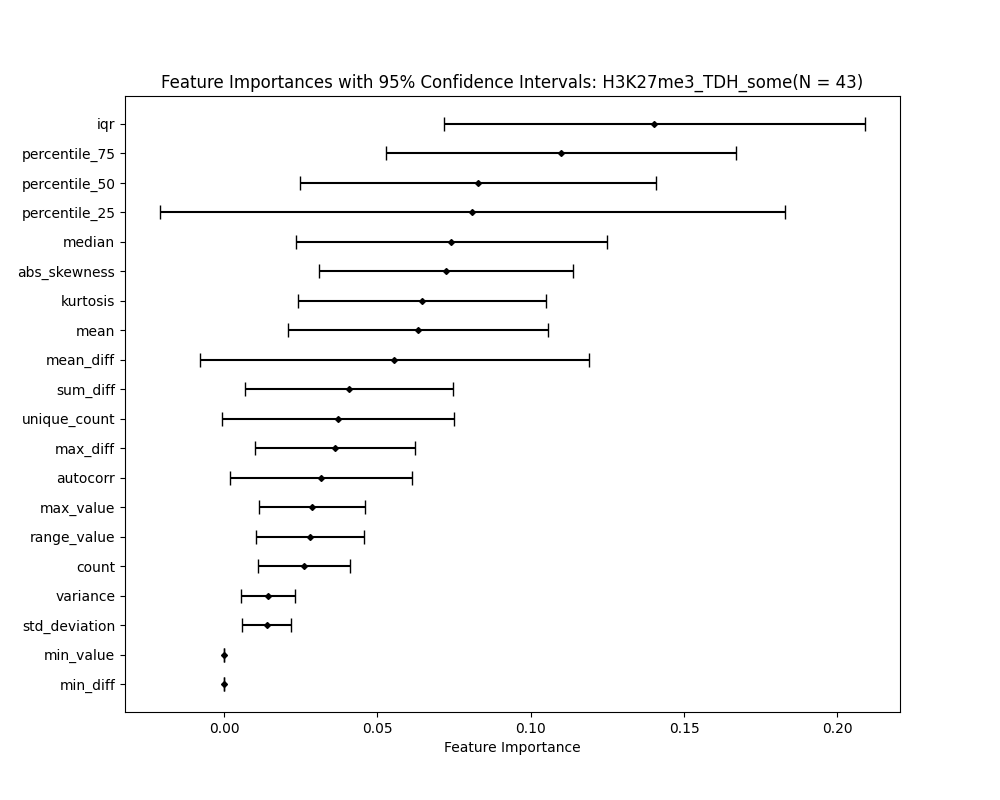 Feature Importances with 95% Confidence Intervals: H3K27me3_TDH_some(N = 43)
iqr
percentile_75
percentile_50
percentile_25
median
abs_skewness
kurtosis
mean
mean_diff
sum_diff
unique_count
max_diff
autocorr
max_value
range_value
count
variance
std_deviation
min_value
min_diff
0.00 0.05 0.10 0.15 0.20
Feature Importance